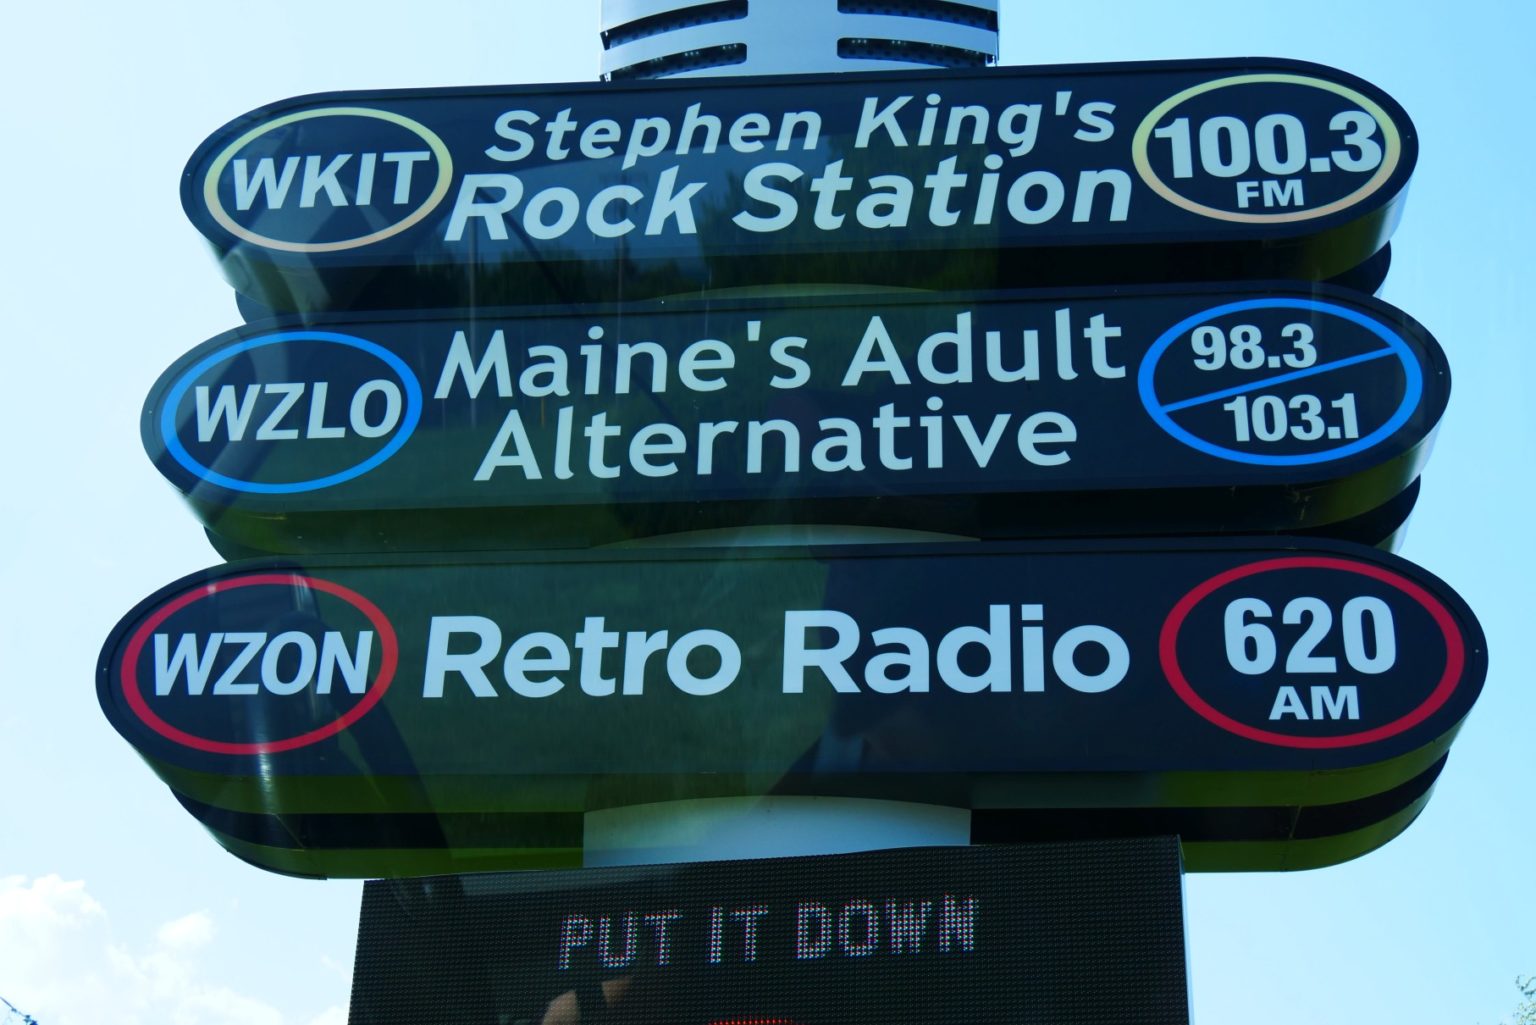 WKIT
Stephen King's
Rock Station
100.3
FM
WZLO
Maine's Adult
Alternative
98.3
103.1
WZON
Retro Radio
620
AM
PUT IT DOWN